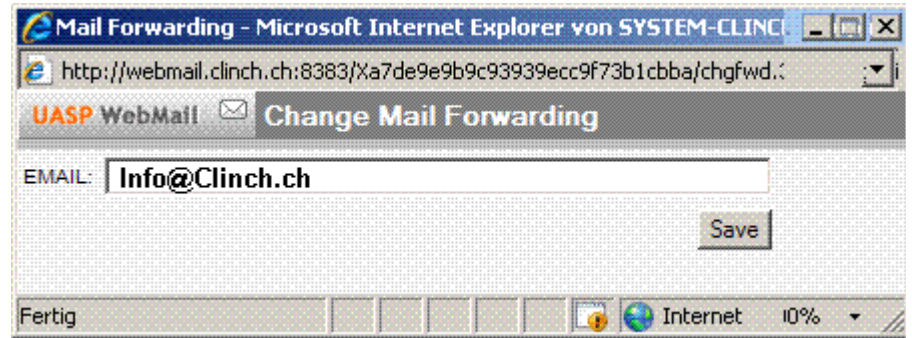 Mail Forwarding - Microsoft Internet Explorer von SYSTEM-CLINC
http://webmail.clinch.ch:8383/Xa7de9e9b9c93939ecc9f73b1cbba/chgfwd.
UASP WebMail Change Mail Forwarding
EMAIL: Info@Clinch.ch
Save
Fertig Internet 10%